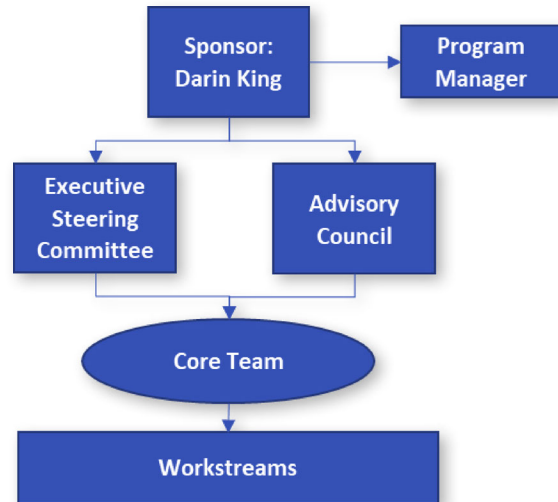 Sponsor:
Darin King
Program
Manager
Executive
Steering
Committee
Advisory
Council
Core Team
Workstreams